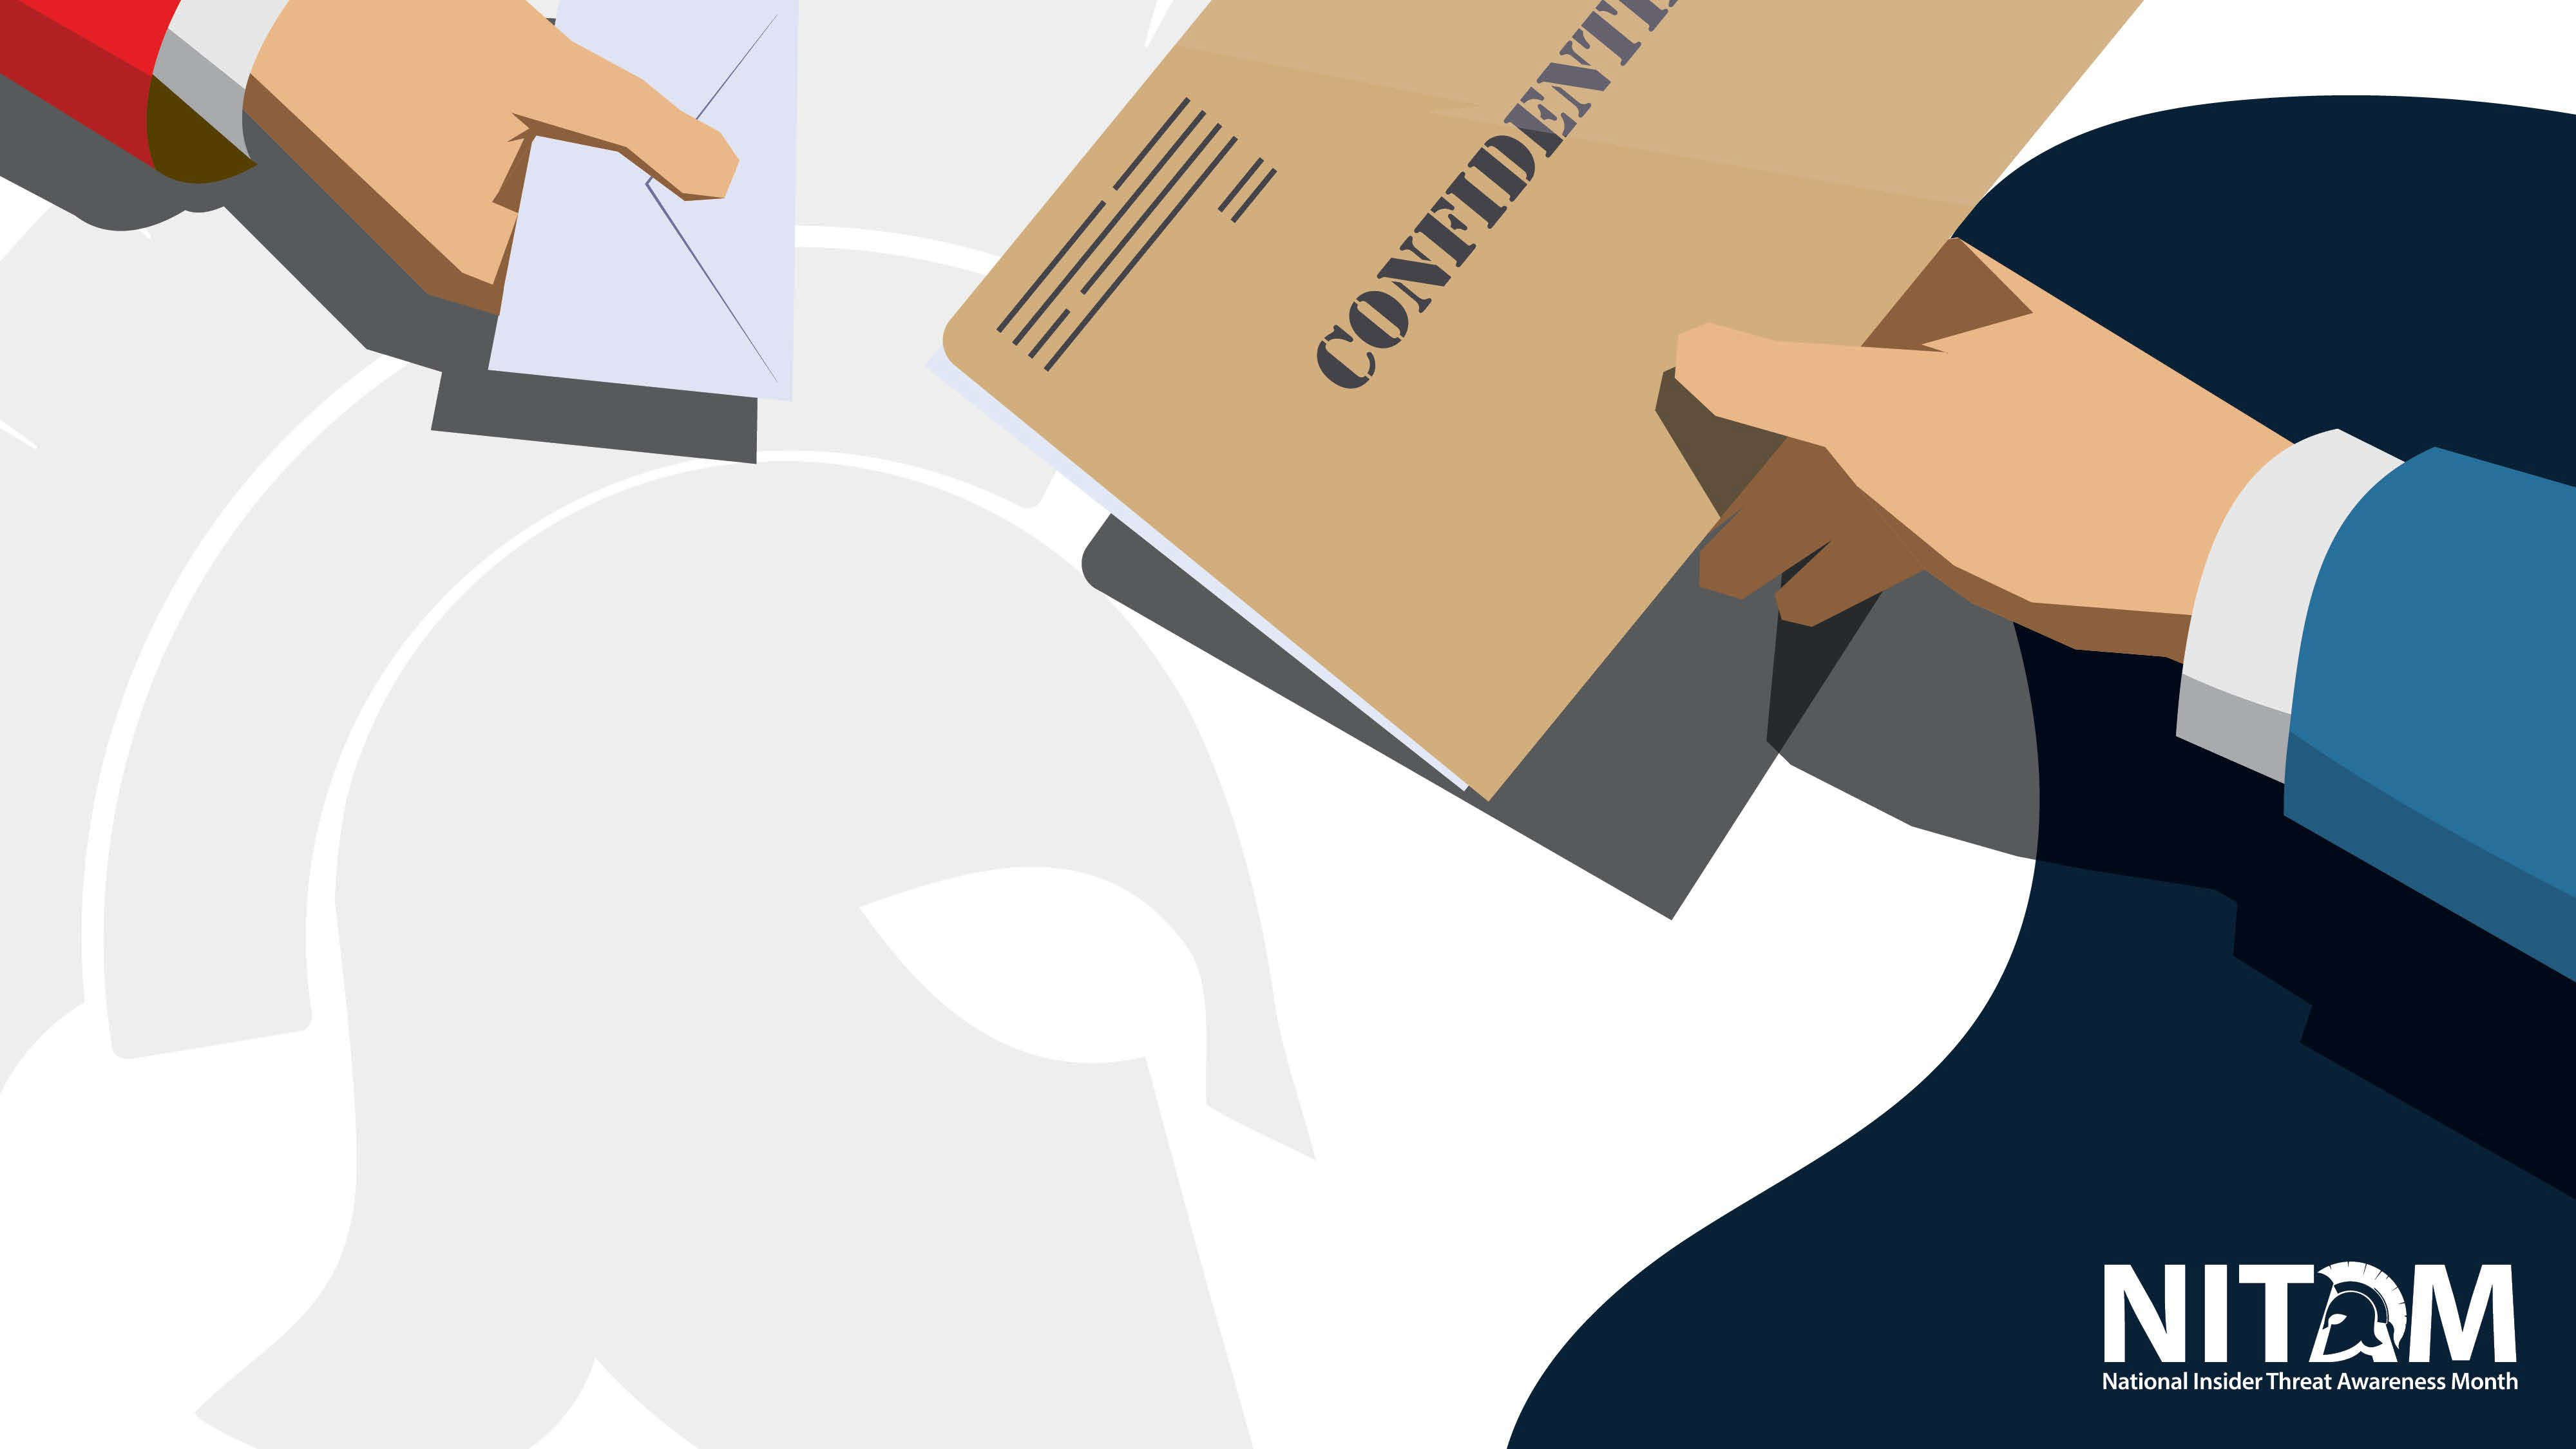 CONFIDENTI
NITAM
National Insider Threat Awareness Month